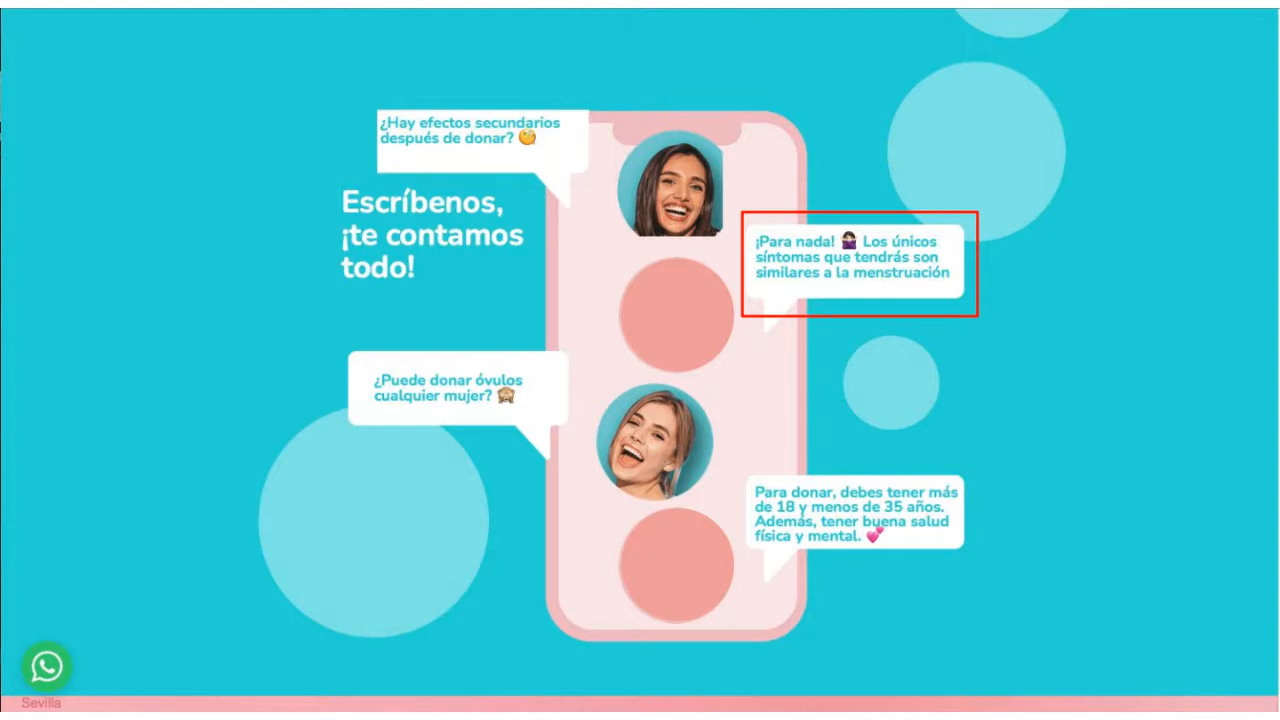 ¿Hay efectos secundarios
después de donar? 🧐
Escríbenos,
¡te contamos
todo!
¡Para nada! 🤷🏻‍♀️ Los únicos
síntomas que tendrás son
similares a la menstruación
¿Puede donar óvulos
cualquier mujer? 🙈
Para donar, debes tener más
de 18 y menos de 35 años.
Además, tener buena salud
física y mental. 💕
Sevilla